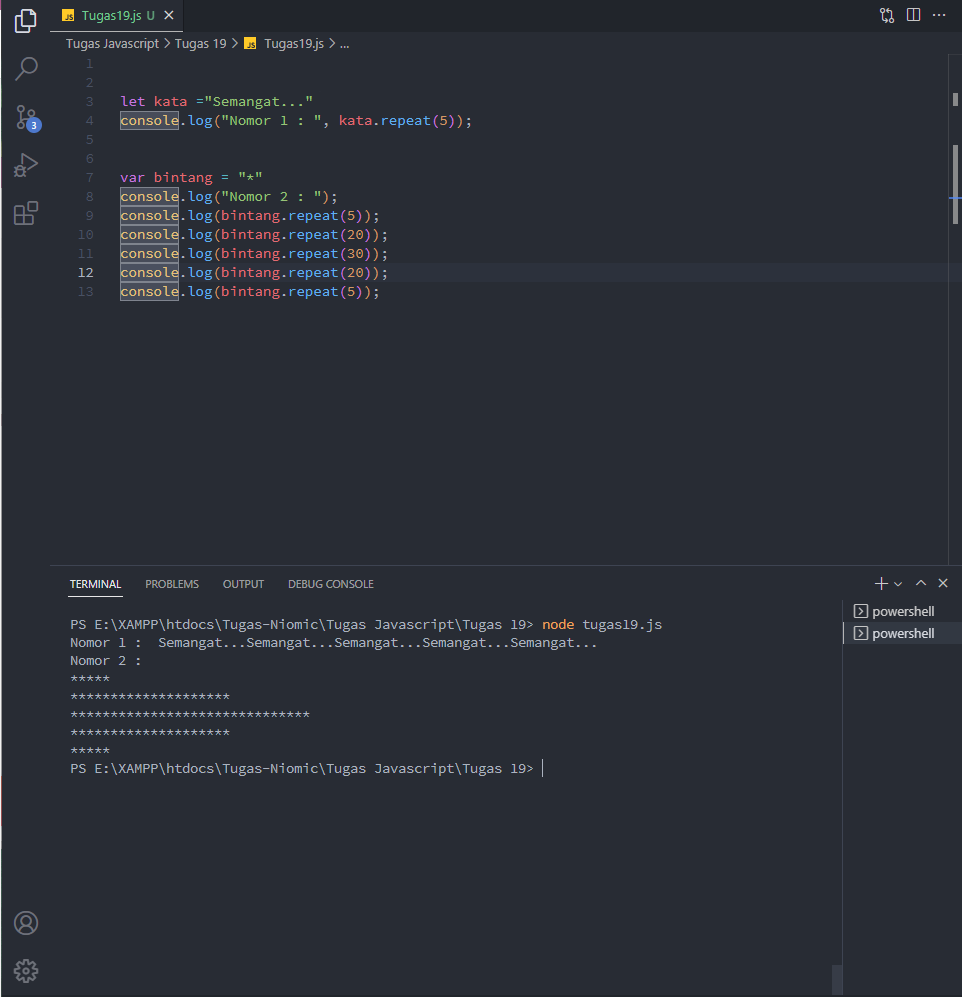 JS Tugas19.js U
Tugas Javascript > Tugas 19 > JS Tugas19.js > ...
1
2
3 let kata ="Semangat..."
4 console.log("Nomor 1 : ", kata.repeat(5));
5
6
7 var bintang = "*"
8 console.log("Nomor 2 : ");
9 console.log(bintang.repeat(5));
10 console.log(bintang.repeat(20));
11 console.log(bintang.repeat(30));
12 console.log(bintang.repeat(20));
13 console.log(bintang.repeat(5));
3
TERMINAL PROBLEMS OUTPUT DEBUG CONSOLE
powershell
powershell
PS E:\XAMPP\htdocs\Tugas-Niomic\Tugas Javascript\Tugas 19> node tugas19.js
Nomor 1 :  Semangat...Semangat...Semangat...Semangat...Semangat...
Nomor 2 :
*****
********************
******************************
********************
*****
PS E:\XAMPP\htdocs\Tugas-Niomic\Tugas Javascript\Tugas 19>